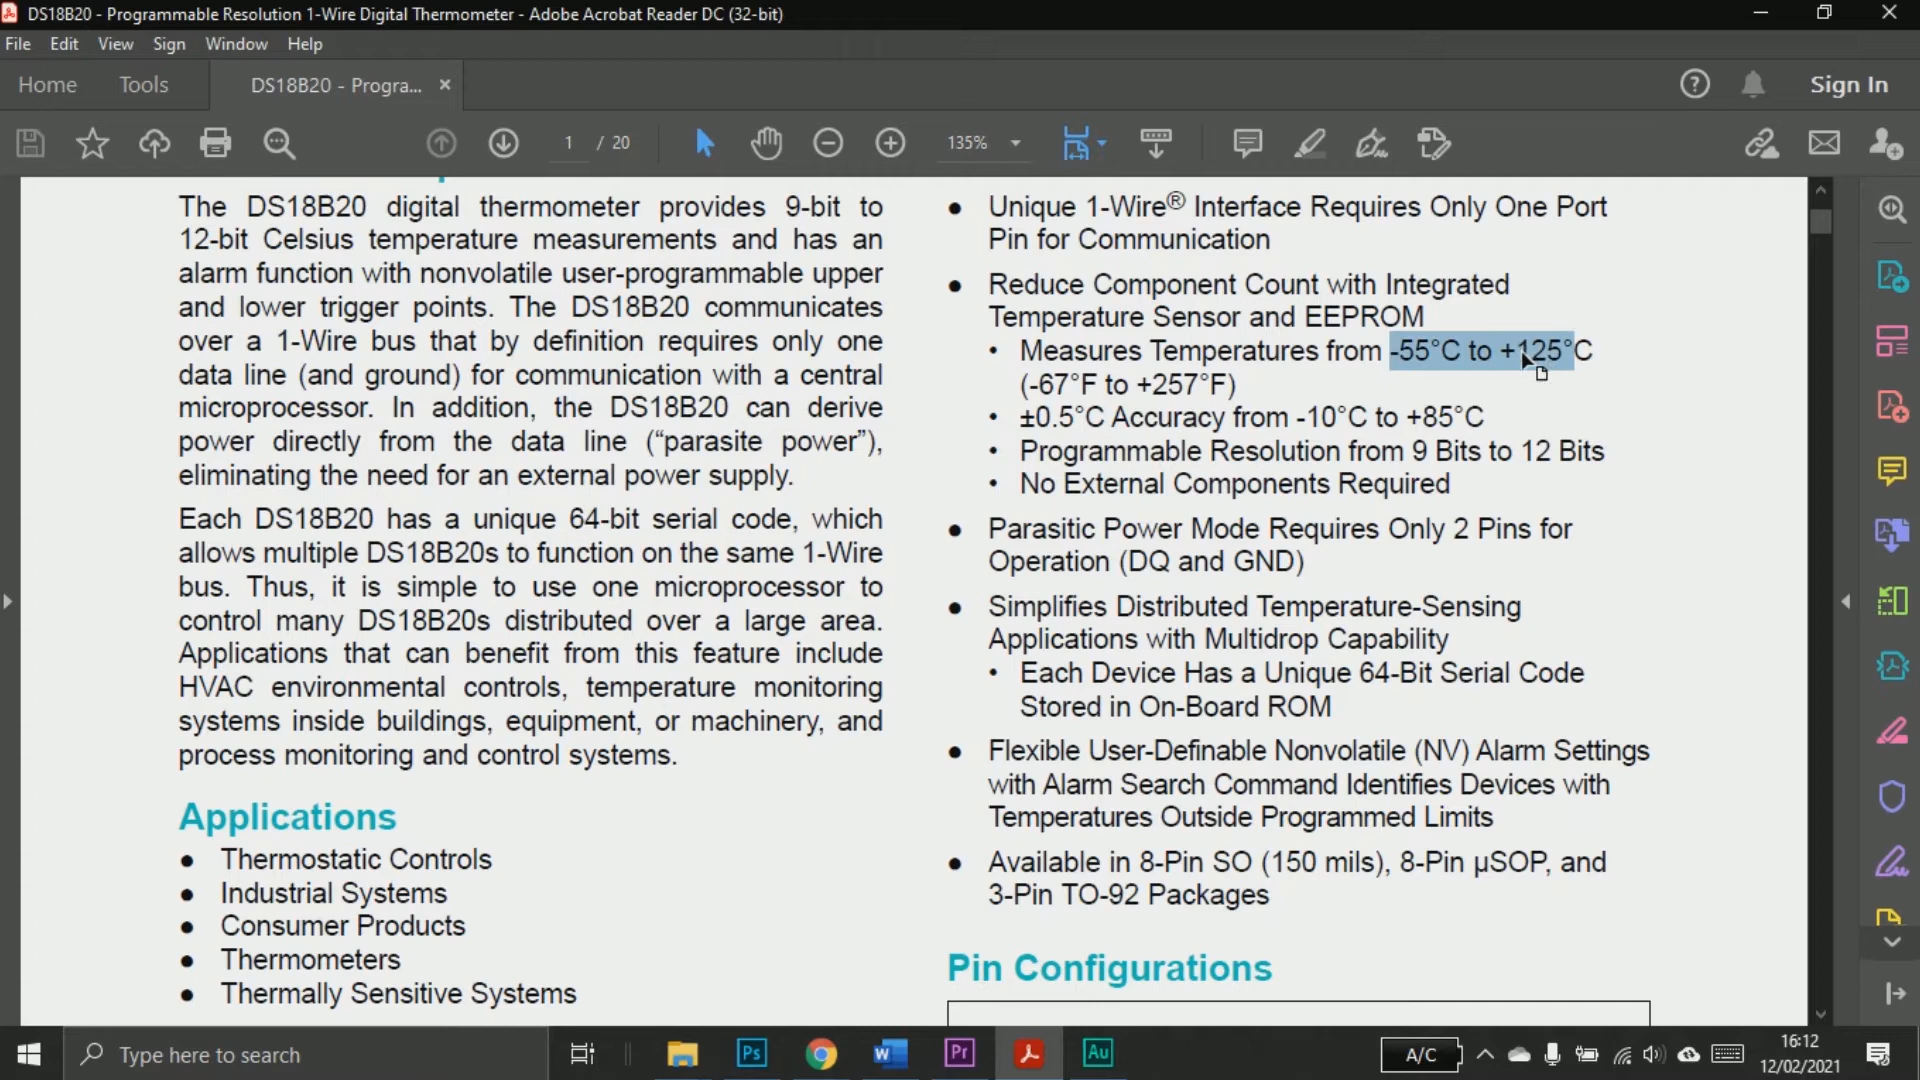 DS18B20 - Programmable Resolution 1-Wire Digital Thermometer - Adobe Acrobat Reader DC (32-bit)
File Edit View Sign Window Help
Home Tools DS18B20 - Progra... Sign In
1 / 20 135%
The DS18B20 digital thermometer provides 9-bit to
12-bit Celsius temperature measurements and has an
alarm function with nonvolatile user-programmable upper
and lower trigger points. The DS18B20 communicates
over a 1-Wire bus that by definition requires only one
data line (and ground) for communication with a central
microprocessor. In addition, the DS18B20 can derive
power directly from the data line (“parasite power”),
eliminating the need for an external power supply.
Each DS18B20 has a unique 64-bit serial code, which
allows multiple DS18B20s to function on the same 1-Wire
bus. Thus, it is simple to use one microprocessor to
control many DS18B20s distributed over a large area.
Applications that can benefit from this feature include
HVAC environmental controls, temperature monitoring
systems inside buildings, equipment, or machinery, and
process monitoring and control systems.
Applications
● Thermostatic Controls
● Industrial Systems
● Consumer Products
● Thermometers
● Thermally Sensitive Systems
● Unique 1-Wire® Interface Requires Only One Port
Pin for Communication
● Reduce Component Count with Integrated
Temperature Sensor and EEPROM
• Measures Temperatures from -55°C to +125°C
(-67°F to +257°F)
• ±0.5°C Accuracy from -10°C to +85°C
• Programmable Resolution from 9 Bits to 12 Bits
• No External Components Required
● Parasitic Power Mode Requires Only 2 Pins for
Operation (DQ and GND)
● Simplifies Distributed Temperature-Sensing
Applications with Multidrop Capability
• Each Device Has a Unique 64-Bit Serial Code
Stored in On-Board ROM
● Flexible User-Definable Nonvolatile (NV) Alarm Settings
with Alarm Search Command Identifies Devices with
Temperatures Outside Programmed Limits
● Available in 8-Pin SO (150 mils), 8-Pin µSOP, and
3-Pin TO-92 Packages
Pin Configurations
Type here to search
Ps
Pr
Au
A/C
16:12
12/02/2021